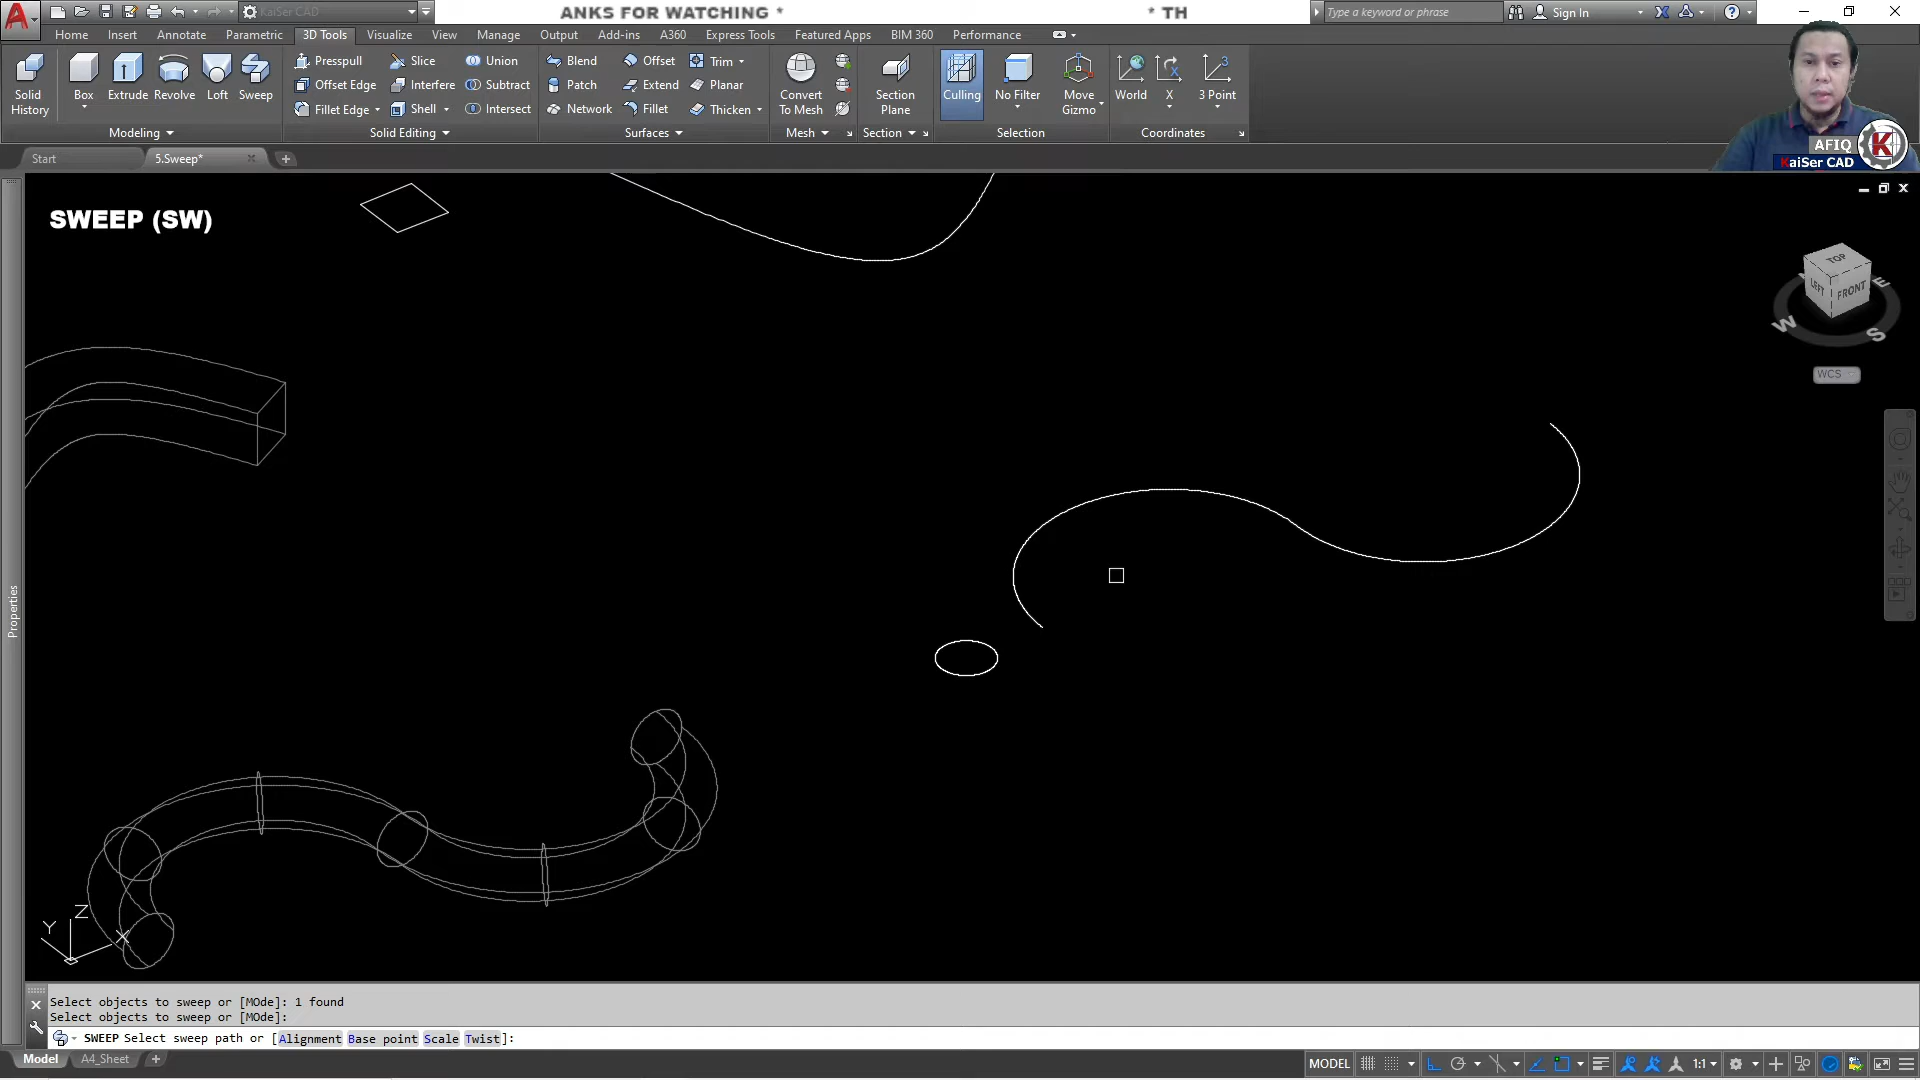 KaiSer CAD
ANKS FOR WATCHING *
* TH
Type a keyword or phrase
Sign In
Home Insert Annotate Parametric 3D Tools Visualize View Manage Output Add-ins A360 Express Tools Featured Apps BIM 360 Performance
Solid History
Box
Extrude
Revolve
Loft
Sweep
Presspull
Offset Edge
Fillet Edge
Slice
Interfere
Shell
Union
Subtract
Intersect
Blend
Patch
Network
Offset
Extend
Fillet
Trim
Planar
Thicken
Convert To Mesh
Section Plane
Culling
No Filter
Move Gizmo
World
X
3 Point
Modeling
Solid Editing
Surfaces
Mesh
Section
Selection
Coordinates
AFIQ
KaiSer CAD
Start
5.Sweep*
SWEEP (SW)
TOP
LEFT
FRONT
E
W
S
WCS
Properties
Z
Y
X
Select objects to sweep or [MOde]: 1 found
Select objects to sweep or [MOde]:
SWEEP Select sweep path or [Alignment Base point Scale Twist]:
Model
A4_Sheet
MODEL
1:1